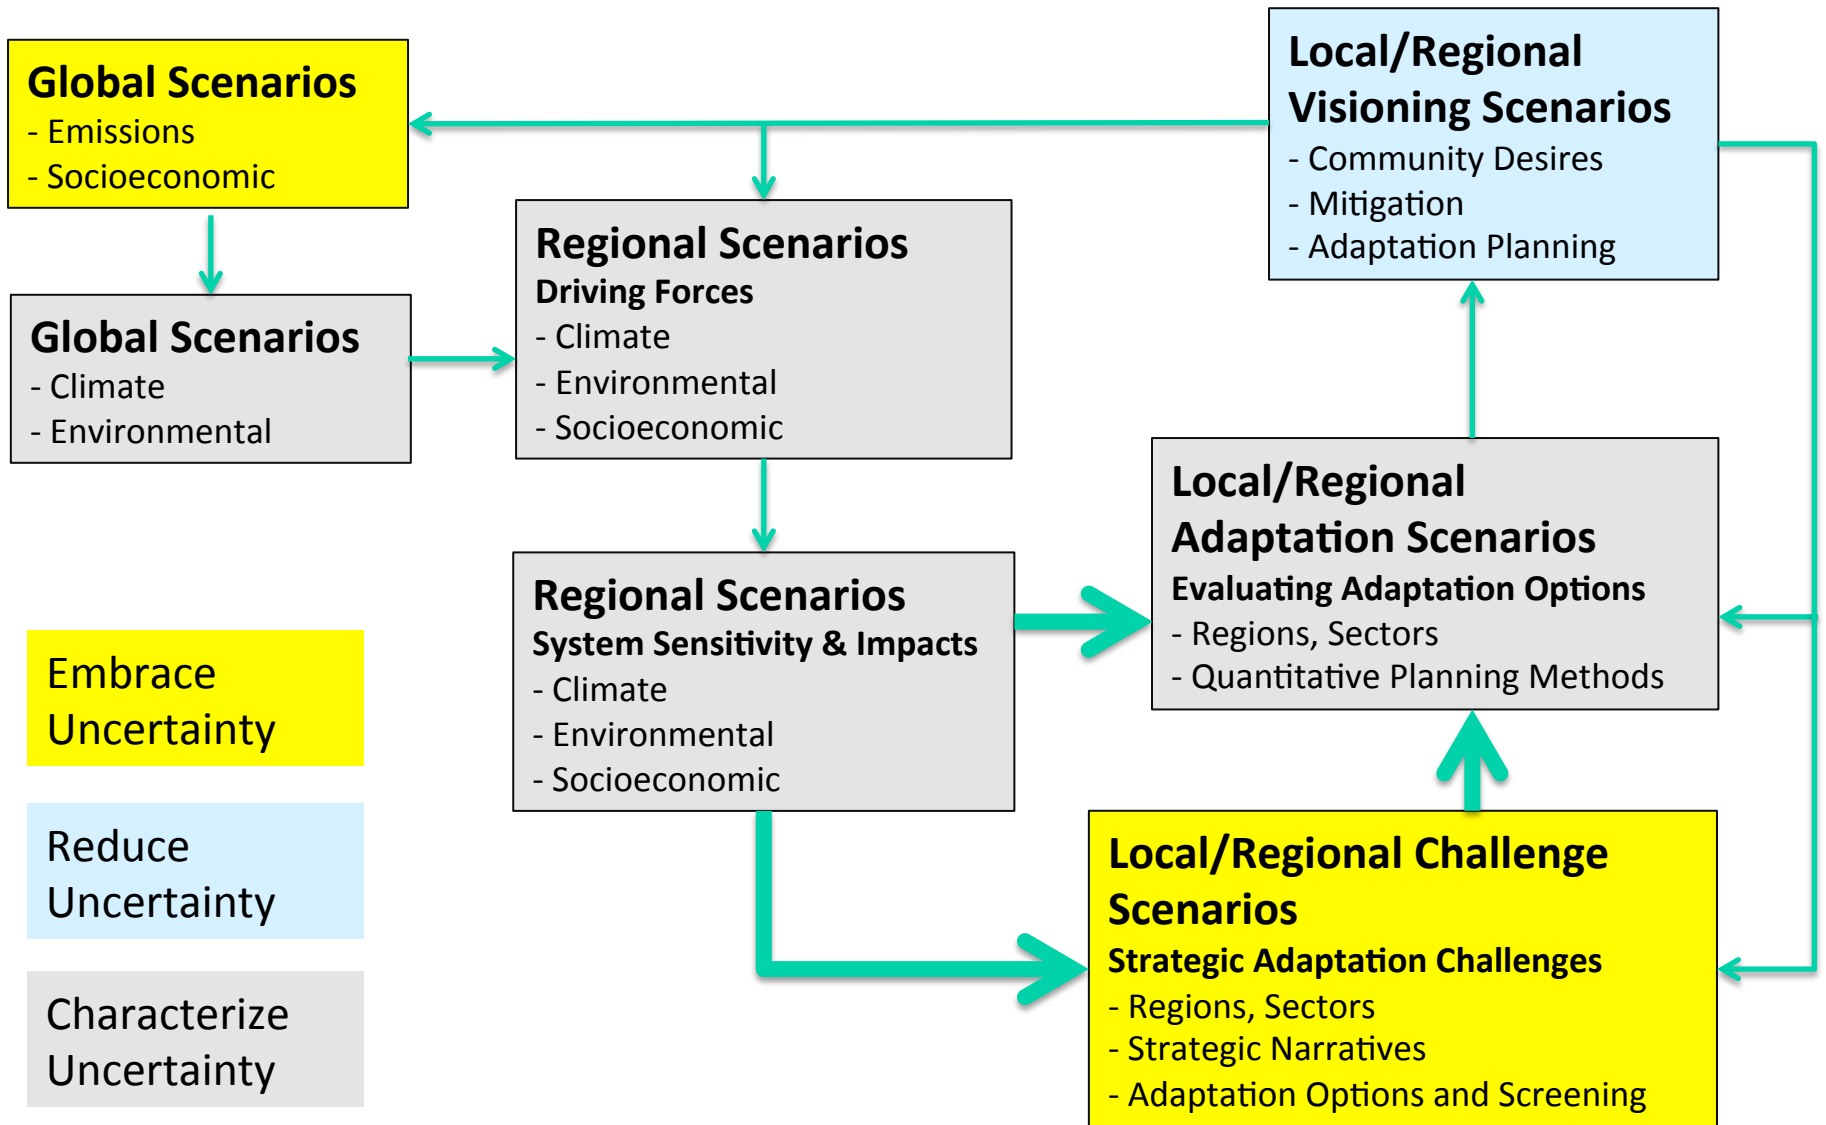 Global Scenarios
- Emissions
- Socioeconomic
Global Scenarios
- Climate
- Environmental
Regional Scenarios
Driving Forces
- Climate
- Environmental
- Socioeconomic
Regional Scenarios
System Sensitivity & Impacts
- Climate
- Environmental
- Socioeconomic
Local/Regional
Visioning Scenarios
- Community Desires
- Mitigation
- Adaptation Planning
Local/Regional
Adaptation Scenarios
Evaluating Adaptation Options
- Regions, Sectors
- Quantitative Planning Methods
Local/Regional Challenge
Scenarios
Strategic Adaptation Challenges
- Regions, Sectors
- Strategic Narratives
- Adaptation Options and Screening
Embrace
Uncertainty
Reduce
Uncertainty
Characterize
Uncertainty